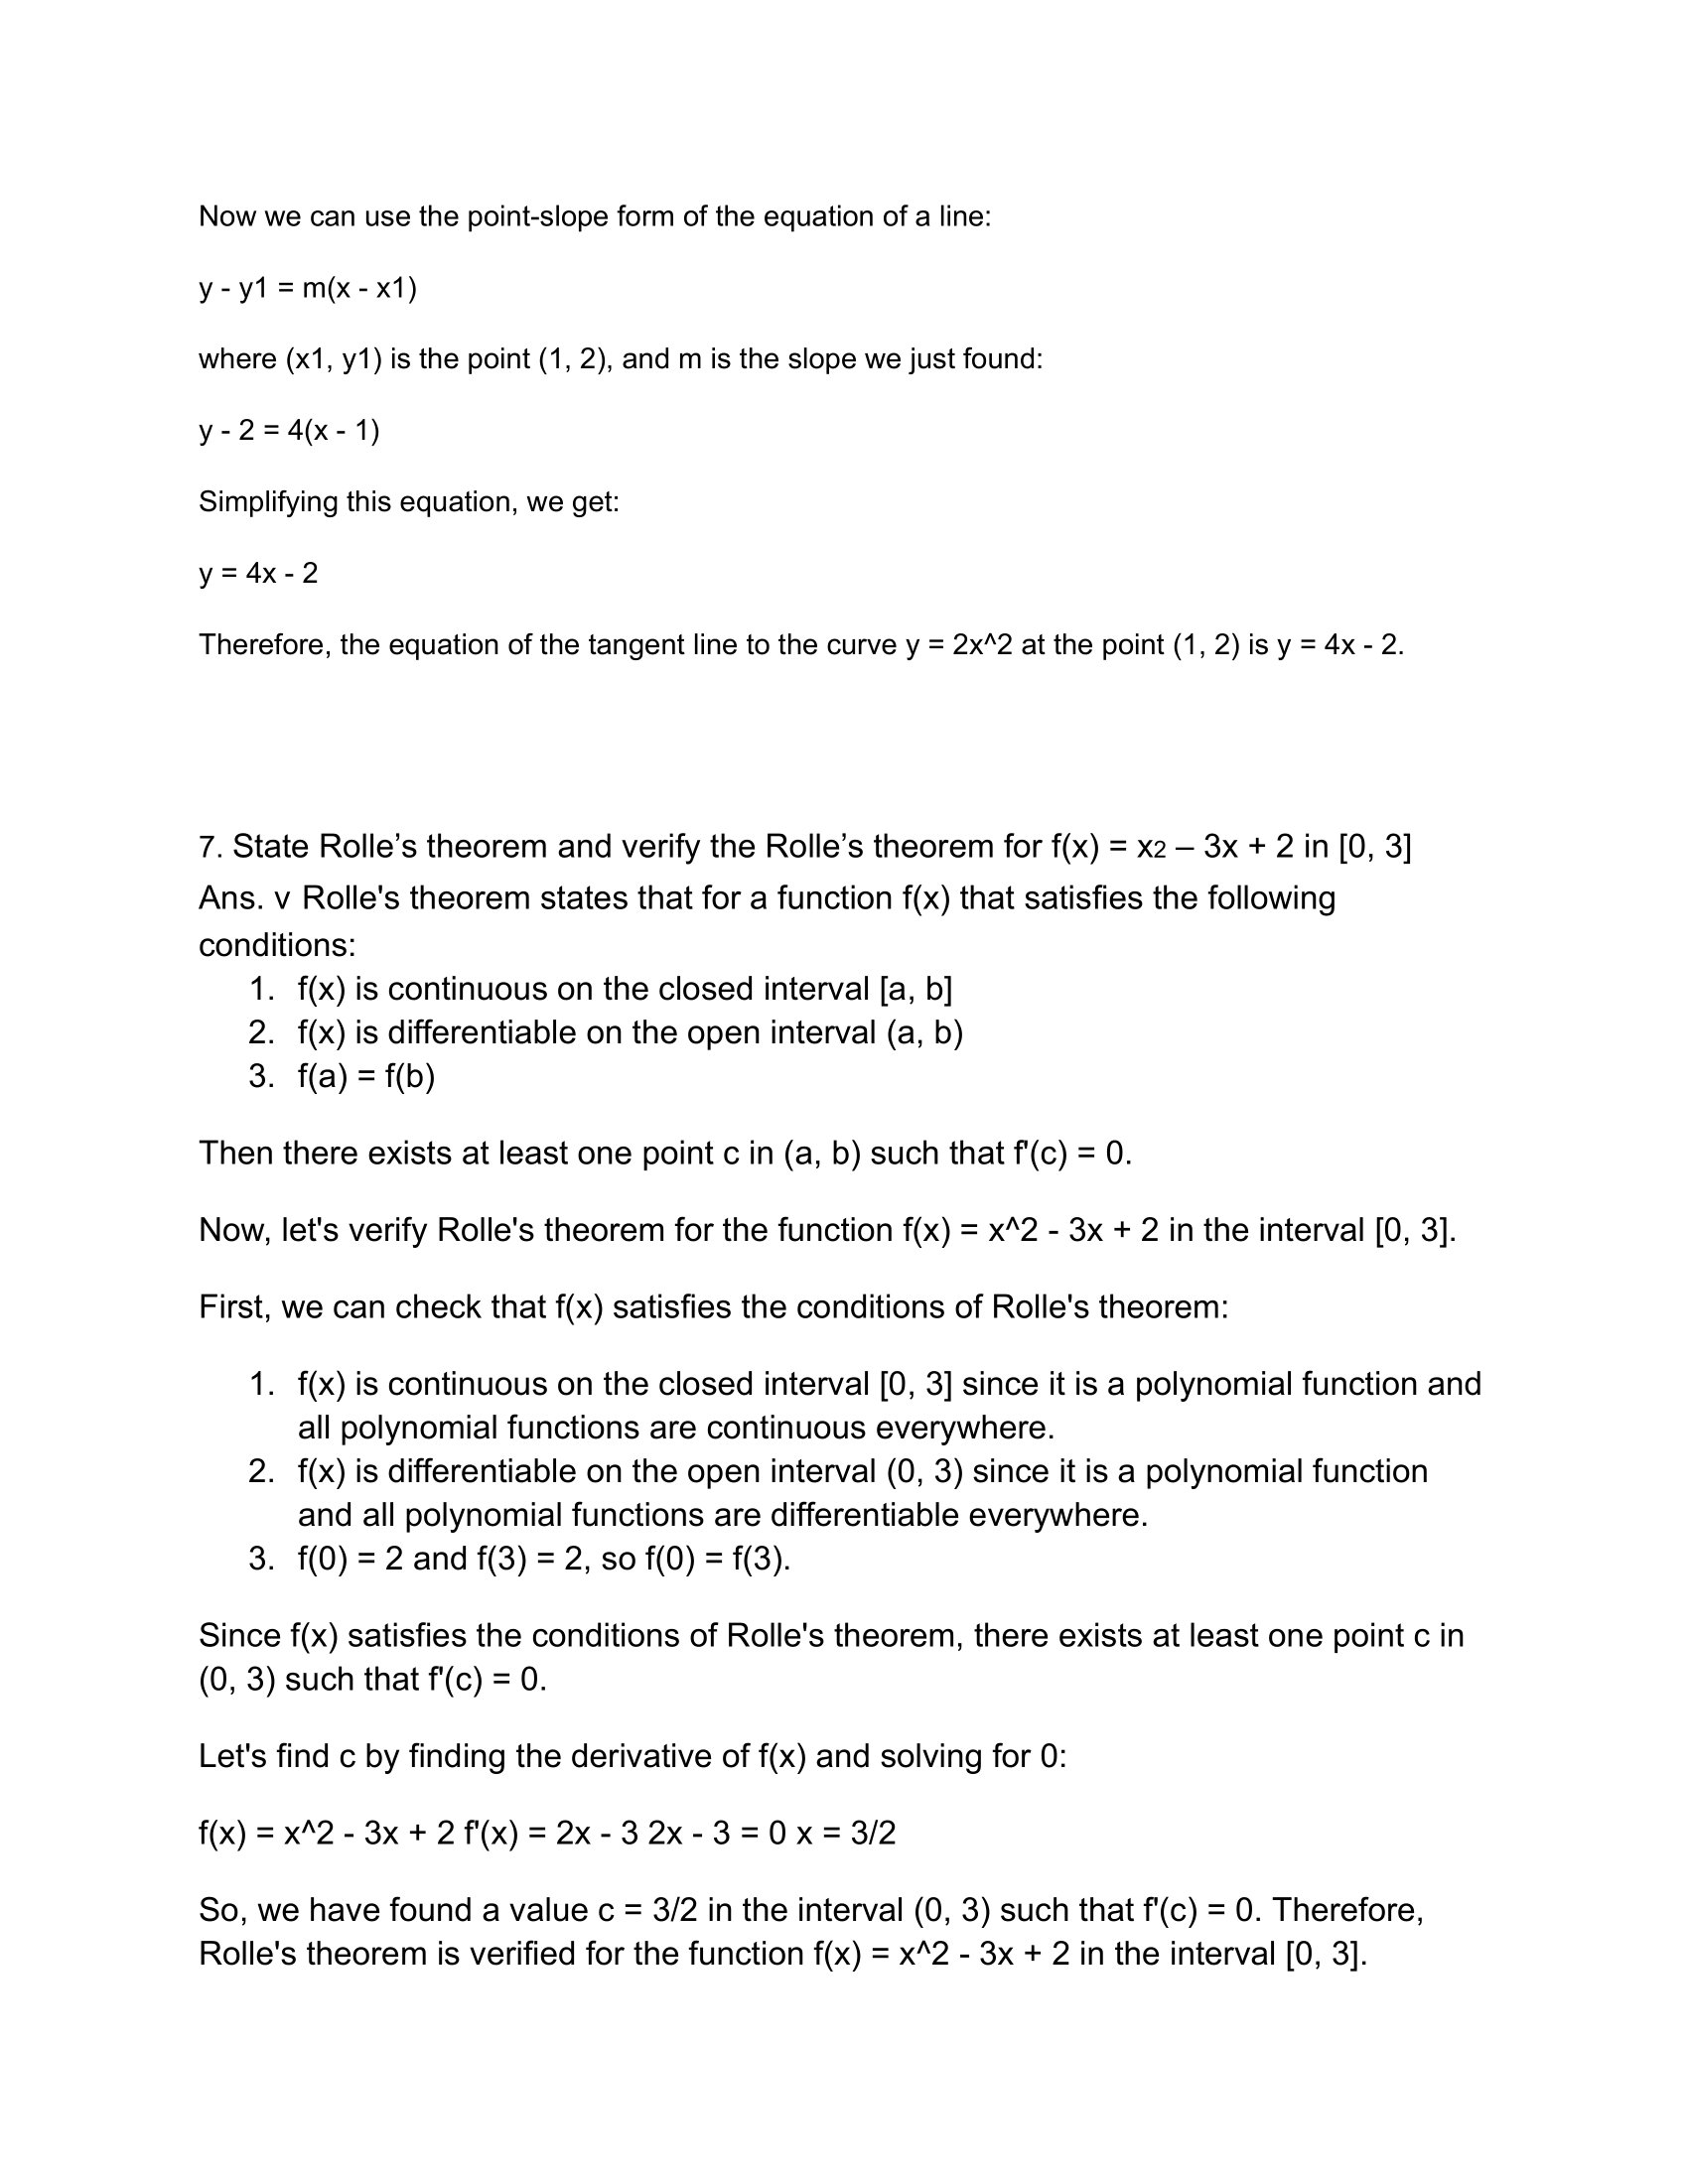 Now we can use the point-slope form of the equation of a line:
y - y1 = m(x - x1)
where (x1, y1) is the point (1, 2), and m is the slope we just found:
y - 2 = 4(x - 1)
Simplifying this equation, we get:
y = 4x - 2
Therefore, the equation of the tangent line to the curve y = 2x^2 at the point (1, 2) is y = 4x - 2.
7. State Rolle’s theorem and verify the Rolle’s theorem for f(x) = x2 – 3x + 2 in [0, 3]
Ans. v Rolle's theorem states that for a function f(x) that satisfies the following
conditions:
1. f(x) is continuous on the closed interval [a, b]
2. f(x) is differentiable on the open interval (a, b)
3. f(a) = f(b)
Then there exists at least one point c in (a, b) such that f'(c) = 0.
Now, let's verify Rolle's theorem for the function f(x) = x^2 - 3x + 2 in the interval [0, 3].
First, we can check that f(x) satisfies the conditions of Rolle's theorem:
1. f(x) is continuous on the closed interval [0, 3] since it is a polynomial function and
all polynomial functions are continuous everywhere.
2. f(x) is differentiable on the open interval (0, 3) since it is a polynomial function
and all polynomial functions are differentiable everywhere.
3. f(0) = 2 and f(3) = 2, so f(0) = f(3).
Since f(x) satisfies the conditions of Rolle's theorem, there exists at least one point c in
(0, 3) such that f'(c) = 0.
Let's find c by finding the derivative of f(x) and solving for 0:
f(x) = x^2 - 3x + 2 f'(x) = 2x - 3 2x - 3 = 0 x = 3/2
So, we have found a value c = 3/2 in the interval (0, 3) such that f'(c) = 0. Therefore,
Rolle's theorem is verified for the function f(x) = x^2 - 3x + 2 in the interval [0, 3].